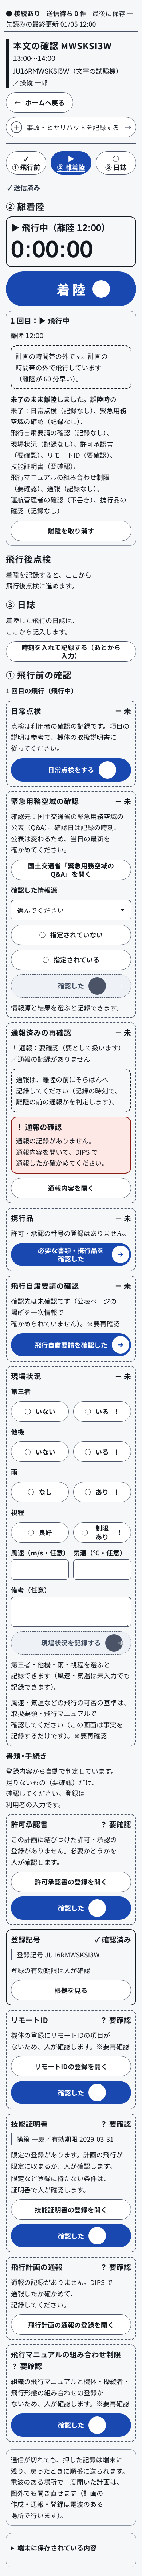 ● 接続あり 送信待ち 0 件 最後に保存 —
先読みの最終更新 01/05 12:00
本文の確認 MWSKSI3W
13:00〜14:00
JU16RMWSKSI3W（文字の試験機）
／操縦 一郎
← ホームへ戻る
事故・ヒヤリハットを記録する →
✓
① 飛行前
▶
② 離着陸
○
③ 日誌
✓ 送信済み
② 離着陸
▶ 飛行中（離陸 12:00）
0:00:00
着 陸
1 回目：▶ 飛行中
離陸 12:00
計画の時間帯の外です。計画の
時間帯の外で飛行しています
（離陸が 60 分早い）。
未了のまま離陸しました。離陸時の
未了：日常点検（記録なし）、緊急用務
空域の確認（記録なし）、
飛行自粛要請の確認（記録なし）、
現場状況（記録なし）、許可承認書
（要確認）、リモートID（要確認）、
技能証明書（要確認）、
飛行マニュアルの組み合わせ制限
（要確認）、通報（記録なし）、
運航管理者の確認（下書き）、携行品の
確認（記録なし）
離陸を取り消す
飛行後点検
着陸を記録すると、ここから
飛行後点検に進めます。
③ 日誌
着陸した飛行の日誌は、
ここから記入します。
時刻を入れて記録する（あとから
入力）
① 飛行前の確認
1 回目の飛行（飛行中）
日常点検 — 未
点検は利用者の確認の記録です。項目の
説明は参考で、機体の取扱説明書に
従ってください。
日常点検をする
緊急用務空域の確認 — 未
確認元：国土交通省の緊急用務空域の
公表（Q&A）。確認日は記録の時刻。
公表は変わるため、当日の最新を
確かめてください。
国土交通省「緊急用務空域の
Q&A」を開く
確認した情報源
選んでください
○ 指定されていない
○ 指定されている
確認した
情報源と結果を選ぶと記録できます。
通報済みの再確認 — 未
！ 通報：要確認（要として扱います）
／通報の記録がありません
通報は、離陸の前にそらばんへ
記録してください（記録の時刻で、
離陸の前の通報かを判定します）。
！ 通報の確認
通報の記録がありません。
通報内容を開いて、DIPS で
通報したか確かめてください。
通報内容を開く
携行品 — 未
許可・承認の番号の登録はありません。
必要な書類・携行品を
確認した →
飛行自粛要請の確認 — 未
確認先は未確認です（公表ページの
場所を一次情報で
確かめられていません）。※要再確認
飛行自粛要請を確認した →
現場状況 — 未
第三者
○ いない
○ いる ！
他機
○ いない
○ いる ！
雨
○ なし
○ あり ！
視程
○ 良好
○ 制限あり ！
風速（m/s・任意）
気温（℃・任意）
備考（任意）
現場状況を記録する →
第三者・他機・雨・視程を選ぶと
記録できます（風速・気温は未入力でも
記録できます）。
風速・気温などの飛行の可否の基準は、
取扱要領・飛行マニュアルで
確認してください（この画面は事実を
記録するだけです）。※要再確認
書類・手続き
登録内容から自動で判定しています。
足りないもの（要確認）だけ、
確認してください。登録は
利用者の入力です。
許可承認書 ？ 要確認
この計画に結びつけた許可・承認の
登録がありません。必要かどうかを
人が確認します。
許可承認書の登録を開く
確認した
登録記号 ✓ 確認済み
登録記号 JU16RMWSKSI3W
登録の有効期限は人が確認
根拠を見る
リモートID ？ 要確認
機体の登録にリモートIDの項目が
ないため、人が確認します。※要再確認
リモートIDの登録を開く
確認した
技能証明書 ？ 要確認
操縦 一郎／有効期限 2029-03-31
限定の登録があります。計画の飛行が
限定に収まるか、人が確認します。
限定など登録に持たない条件は、
証明書で人が確認します。
技能証明書の登録を開く
確認した
飛行計画の通報 ？ 要確認
通報の記録がありません。DIPS で
通報したか確かめて、
記録してください。
飛行計画の通報の登録を開く
飛行マニュアルの組み合わせ制限
？ 要確認
組織の飛行マニュアルと機体・操縦者・
飛行形態の組み合わせの登録が
ないため、人が確認します。※要再確認
確認した
通信が切れても、押した記録は端末に
残り、戻ったときに順番に送られます。
電波のある場所で一度開いた計画は、
圏外でも開き直せます（計画の
作成・通報・登録は電波のある
場所で行います）。
▶ 端末に保存されている内容